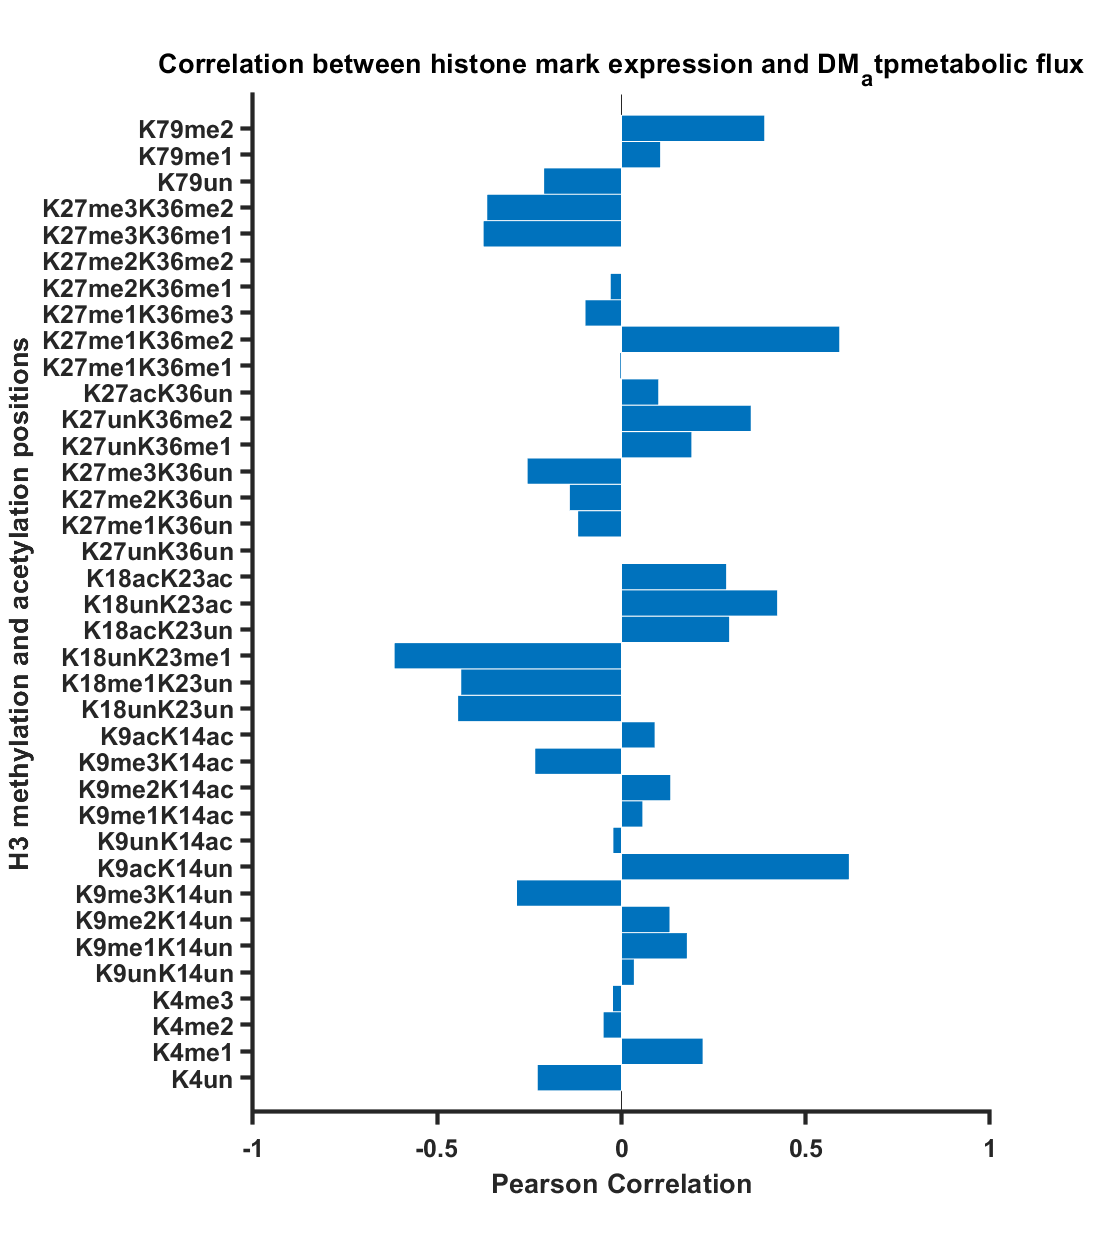 Correlation between histone mark expression and DMatpmetabolic flux
K79me2
K79me1
K79un
K27me3K36me2
K27me3K36me1
K27me2K36me2
K27me2K36me1
K27me1K36me3
K27me1K36me2
K27me1K36me1
K27acK36un
K27unK36me2
K27unK36me1
K27me3K36un
K27me2K36un
K27me1K36un
K27unK36un
K18acK23ac
K18unK23ac
K18acK23un
K18unK23me1
K18me1K23un
K18unK23un
K9acK14ac
K9me3K14ac
K9me2K14ac
K9me1K14ac
K9unK14ac
K9acK14un
K9me3K14un
K9me2K14un
K9me1K14un
K9unK14un
K4me3
K4me2
K4me1
K4un
H3 methylation and acetylation positions
-1 -0.5 0 0.5 1
Pearson Correlation